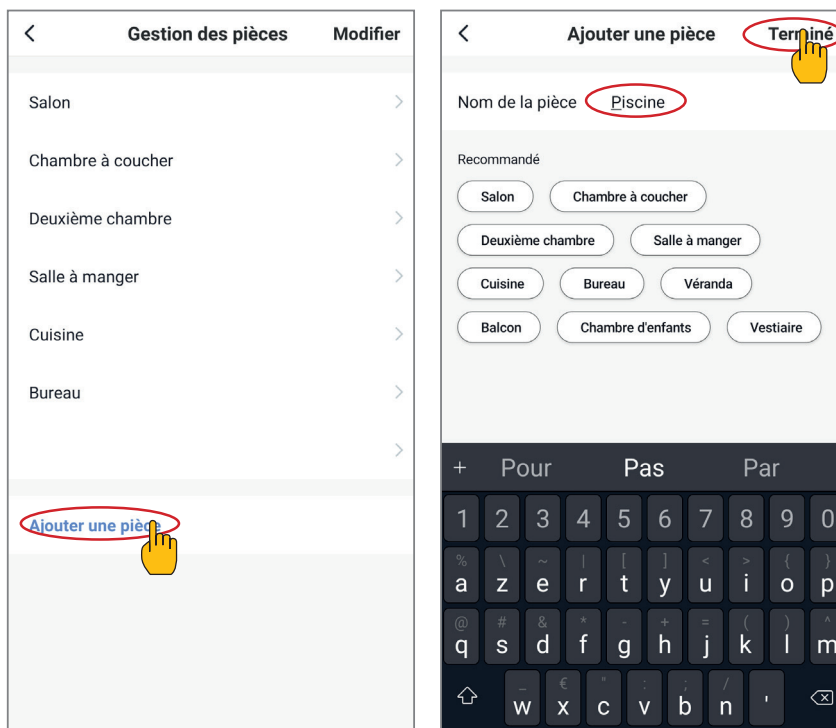 Gestion des pièces Modifier
Salon
Chambre à coucher
Deuxième chambre
Salle à manger
Cuisine
Bureau
Ajouter une pièce
Ajouter une pièce Terminé
Nom de la pièce Piscine
Recommandé
Salon Chambre à coucher
Deuxième chambre Salle à manger
Cuisine Bureau Véranda
Balcon Chambre d'enfants Vestiaire
+ Pour Pas Par
1 2 3 4 5 6 7 8 9 0
% \ ~ | [ ] < > { }
a z e r t y u i o p
@ # & * - + = ( ) ^
q s d f g h j k l m
_ € " : ; /
w x c v b n '